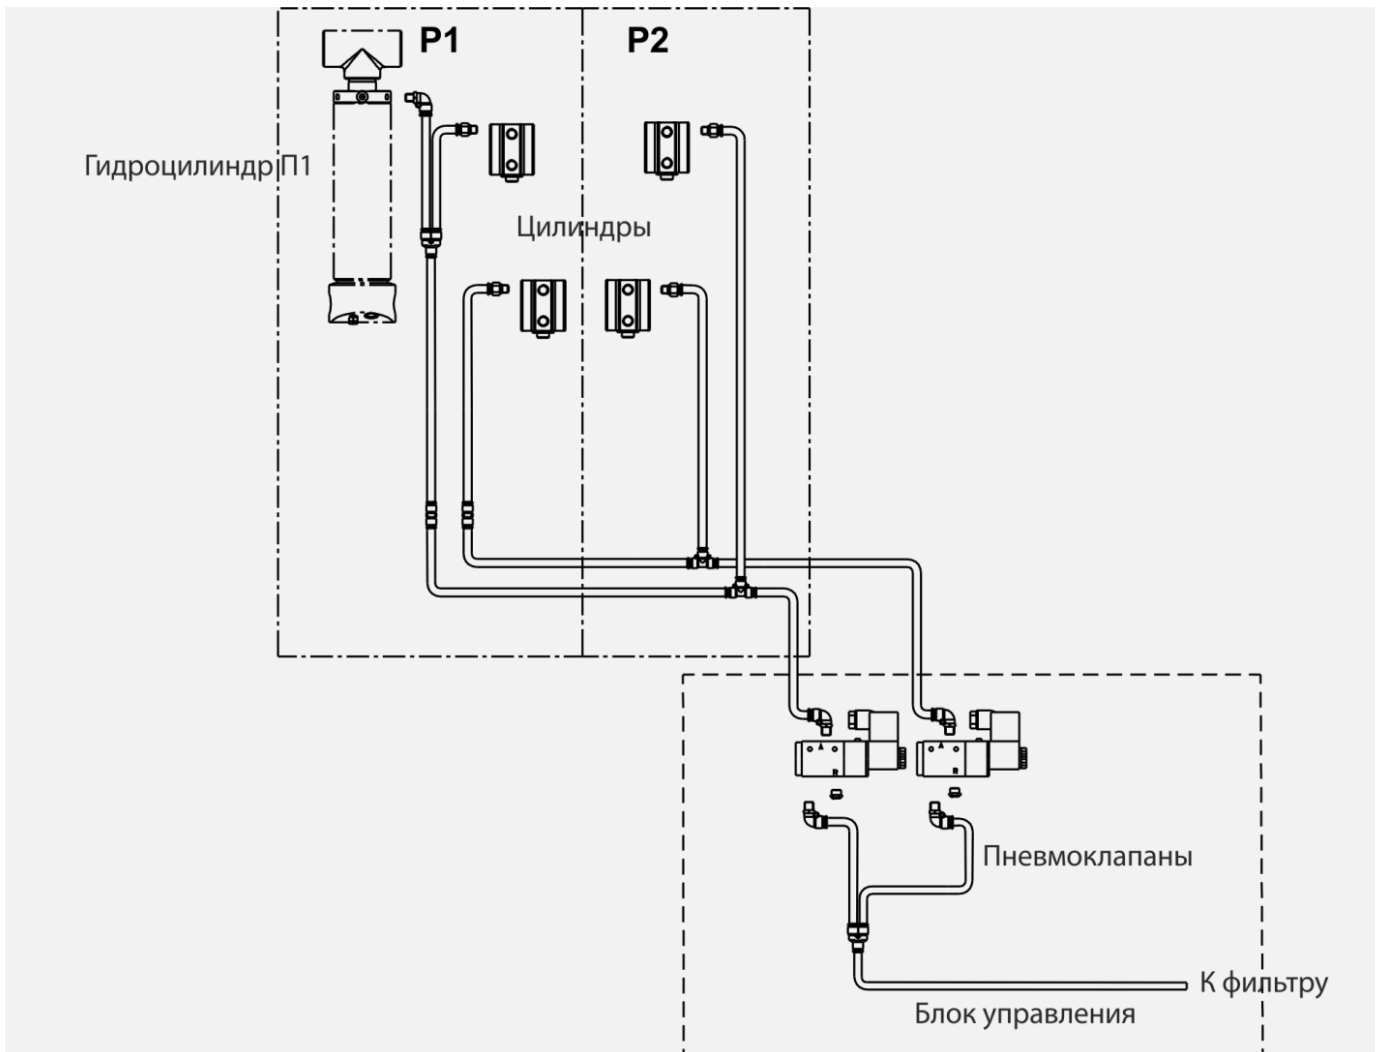 P1
P2
Гидроцилиндр П1
Цилиндры
A
R
A
R
Пневмоклапаны
К фильтру
Блок управления